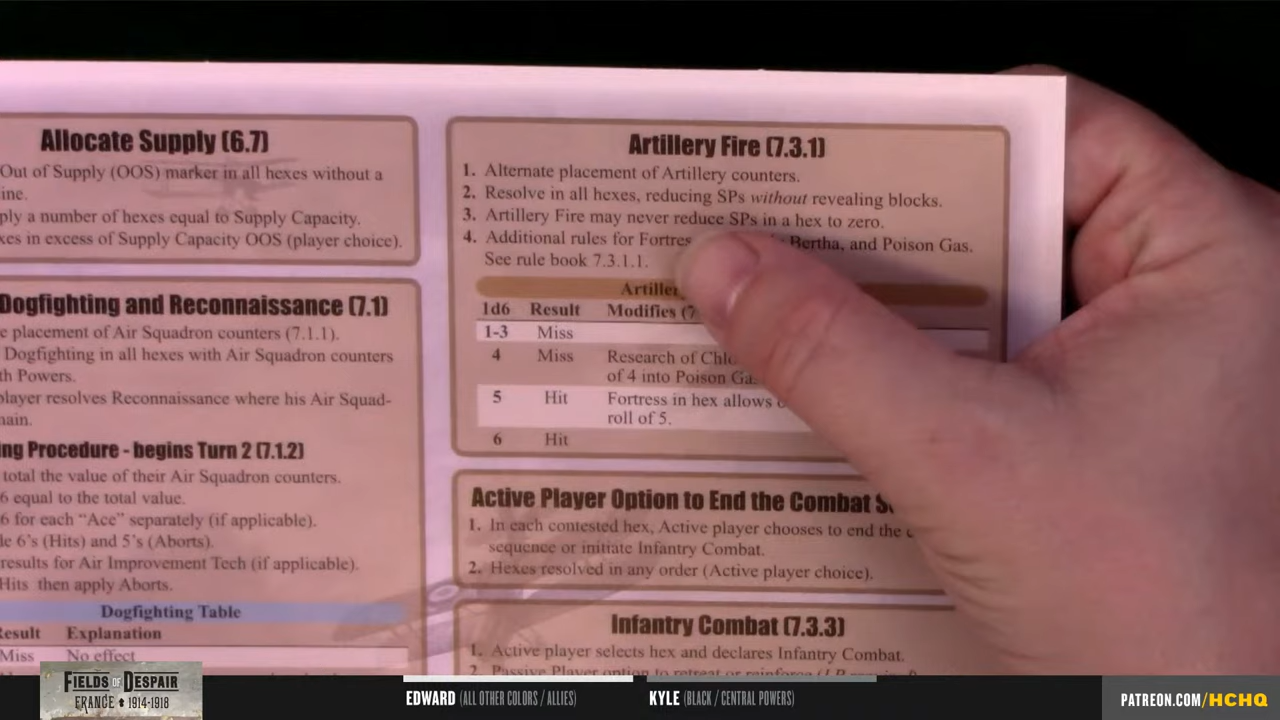 Allocate Supply (6.7)
Out of Supply (OOS) marker in all hexes without a
ine.
ply a number of hexes equal to Supply Capacity.
xes in excess of Supply Capacity OOS (player choice).
Dogfighting and Reconnaissance (7.1)
e placement of Air Squadron counters (7.1.1).
Dogfighting in all hexes with Air Squadron counters
th Powers.
player resolves Reconnaissance where his Air Squad-
main.
ing Procedure - begins Turn 2 (7.1.2)
total the value of their Air Squadron counters.
6 equal to the total value.
6 for each “Ace” separately (if applicable).
le 6’s (Hits) and 5’s (Aborts).
results for Air Improvement Tech (if applicable).
Hits then apply Aborts.
Dogfighting Table
Result Explanation
Miss No effect
Artillery Fire (7.3.1)
1. Alternate placement of Artillery counters.
2. Resolve in all hexes, reducing SPs without revealing blocks.
3. Artillery Fire may never reduce SPs in a hex to zero.
4. Additional rules for Fortres Bertha, and Poison Gas.
See rule book 7.3.1.1.
Artiller
1d6 Result Modifies (7
1-3 Miss
4 Miss Research of Chlo
of 4 into Poison Ga
5 Hit Fortress in hex allows
roll of 5.
6 Hit
Active Player Option to End the Combat S
1. In each contested hex, Active player chooses to end the c
sequence or initiate Infantry Combat.
2. Hexes resolved in any order (Active player choice).
Infantry Combat (7.3.3)
1. Active player selects hex and declares Infantry Combat.
2. Passive Player option to retreat or reinforce
FIELDS OF DESPAIR
FRANCE 1914-1918
EDWARD (ALL OTHER COLORS / ALLIES)
KYLE (BLACK / CENTRAL POWERS)
PATREON.COM/HCHQ